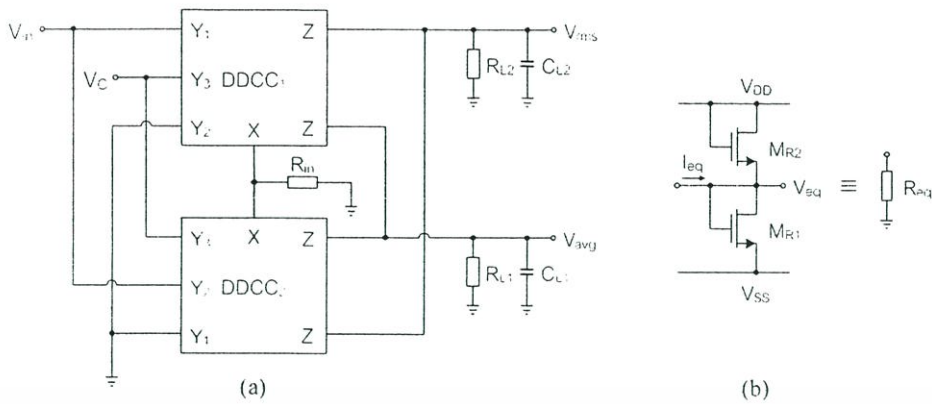 Vin
Y1
Z
Vrms
VC
Y3 DDCC1
RL2
CL2
Y2
X
Z
Rin
Y3
X
Z
Vavg
Y2 DDCC2
RL1
CL1
Y1
Z
(a)
VDD
MR2
Ieq
Veq
≡
Req
MR1
VSS
(b)